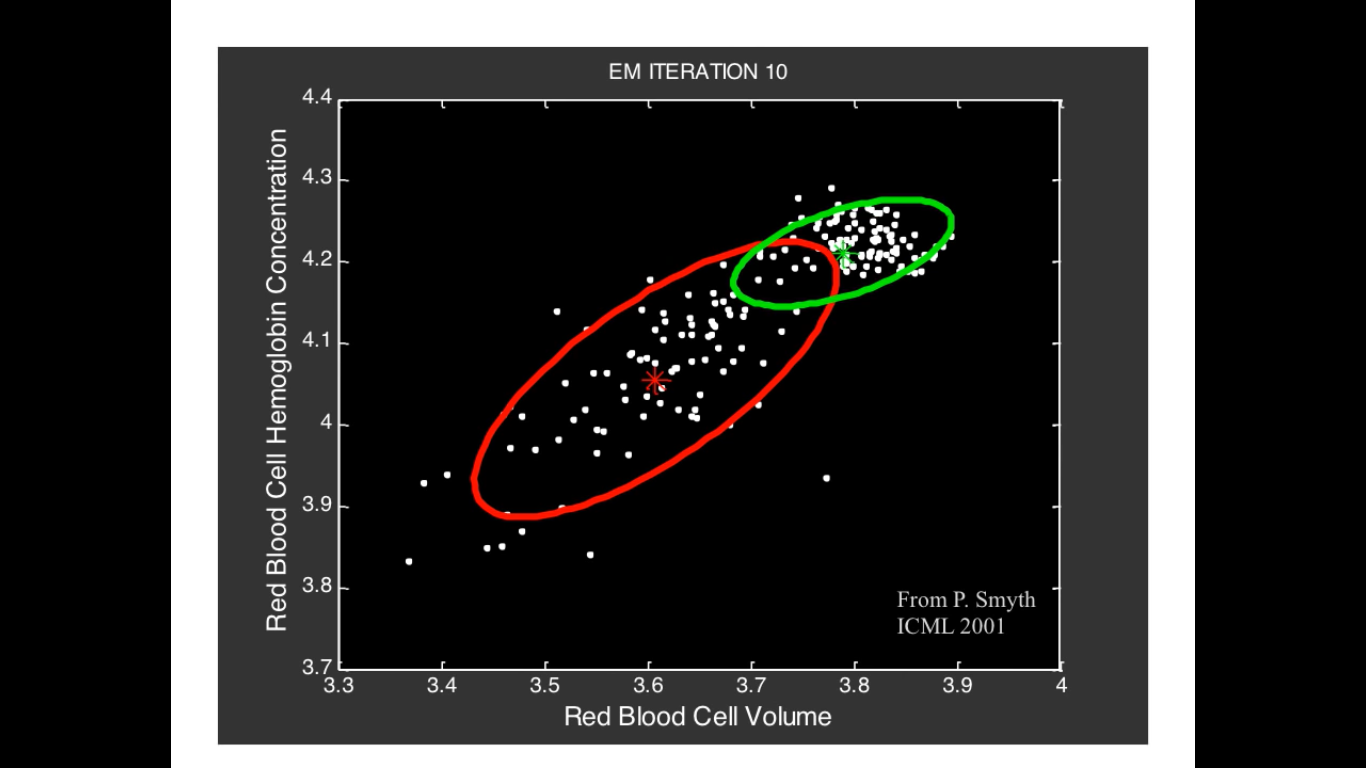 EM ITERATION 10
4.4
4.3
4.2
4.1
4
3.9
3.8
3.7
Red Blood Cell Hemoglobin Concentration
From P. Smyth
ICML 2001
3.3 3.4 3.5 3.6 3.7 3.8 3.9 4
Red Blood Cell Volume